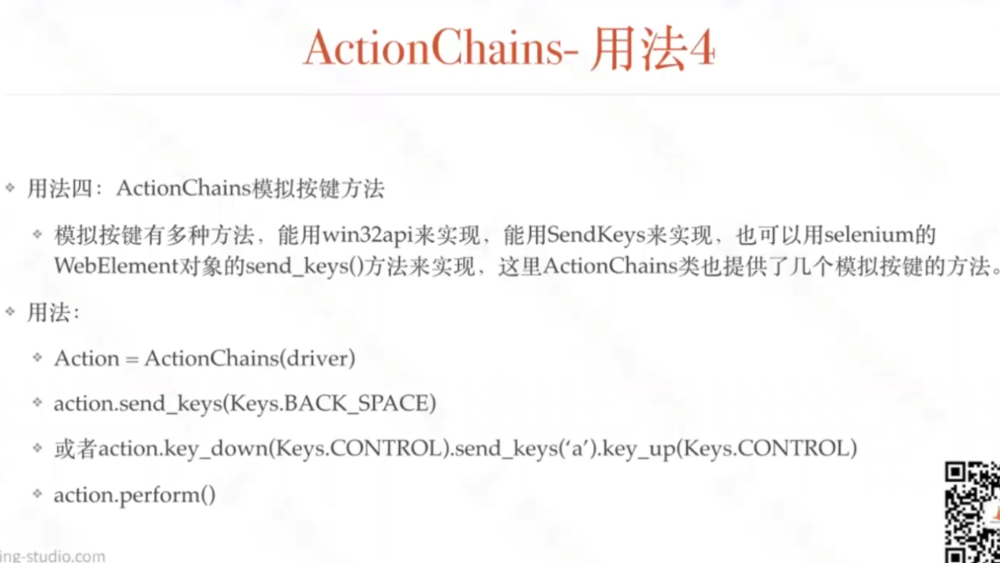 ActionChains- 用法4
用法四：ActionChains模拟按键方法
模拟按键有多种方法，能用win32api来实现，能用SendKeys来实现，也可以用selenium的
WebElement对象的send_keys()方法来实现，这里ActionChains类也提供了几个模拟按键的方法。
用法：
Action = ActionChains(driver)
action.send_keys(Keys.BACK_SPACE)
或者action.key_down(Keys.CONTROL).send_keys(‘a’).key_up(Keys.CONTROL)
action.perform()
ing-studio.com